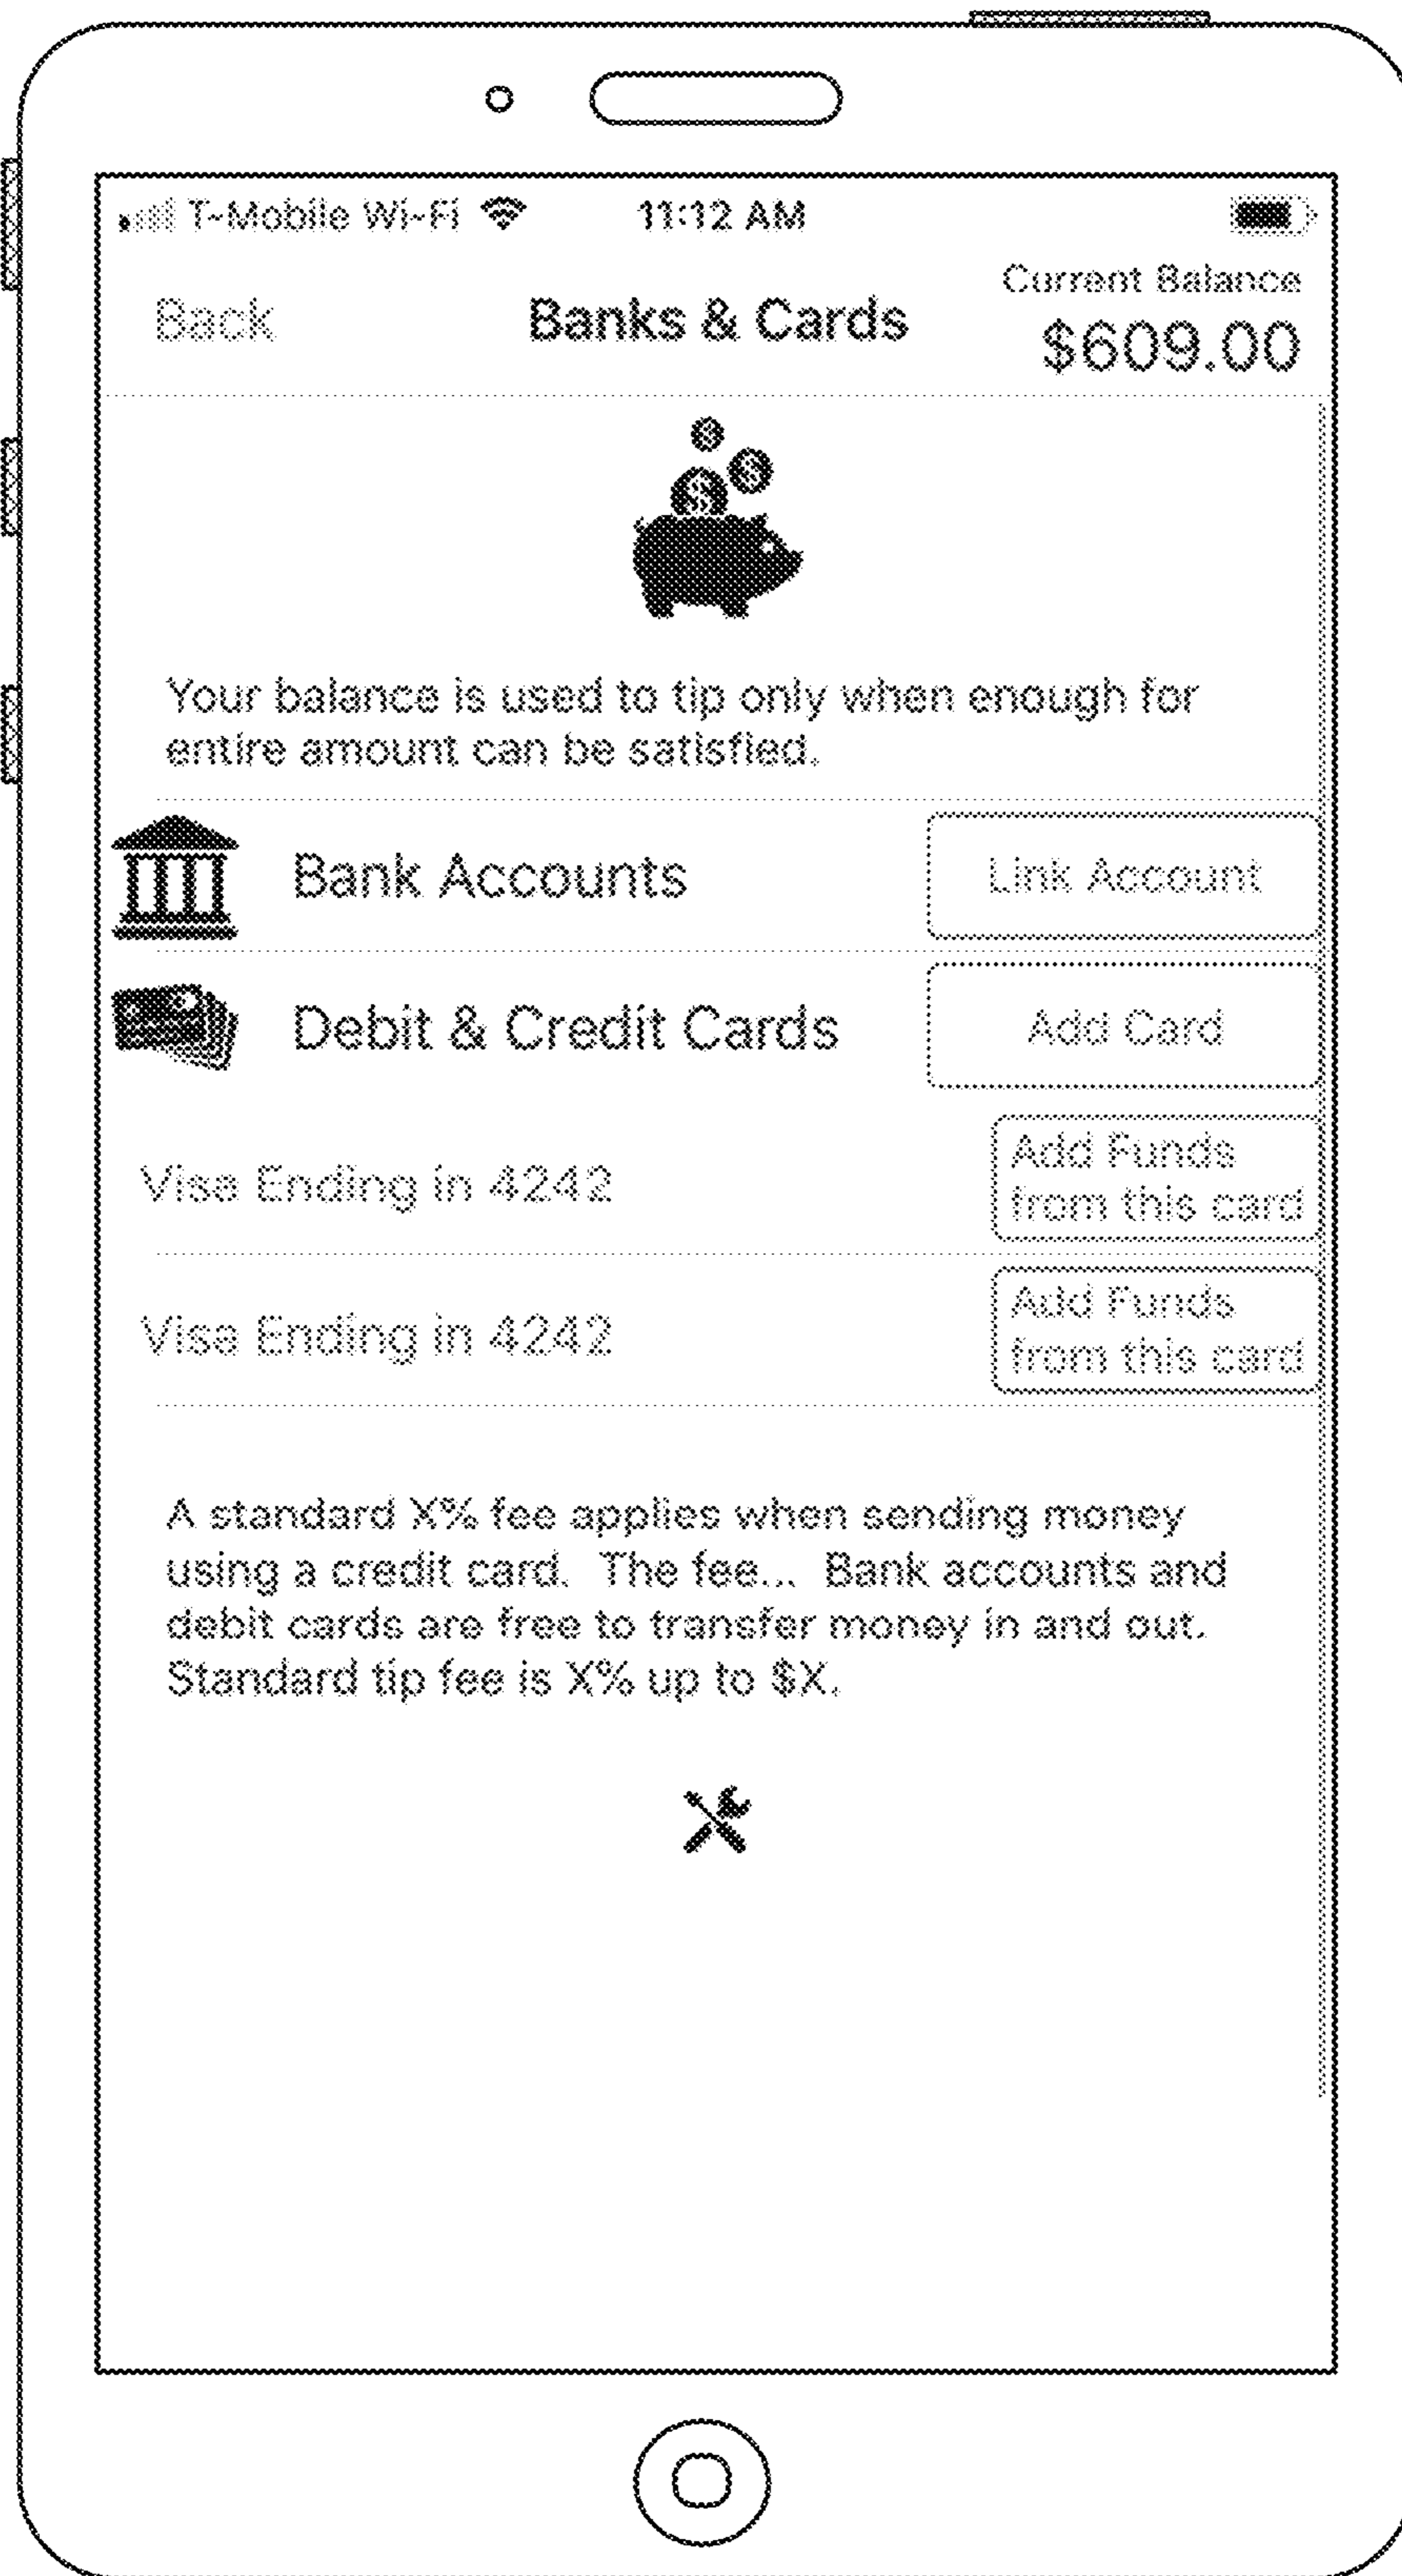 T-Mobile Wi-Fi 11:12 AM
Current Balance
Back Banks & Cards $609.00
Your balance is used to tip only when enough for
entire amount can be satisfied.
Bank Accounts Link Account
Debit & Credit Cards Add Card
Visa Ending in 4242 Add Funds
from this card
Visa Ending in 4242 Add Funds
from this card
A standard X% fee applies when sending money
using a credit card. The fee... Bank accounts and
debit cards are free to transfer money in and out.
Standard tip fee is X% up to $X.